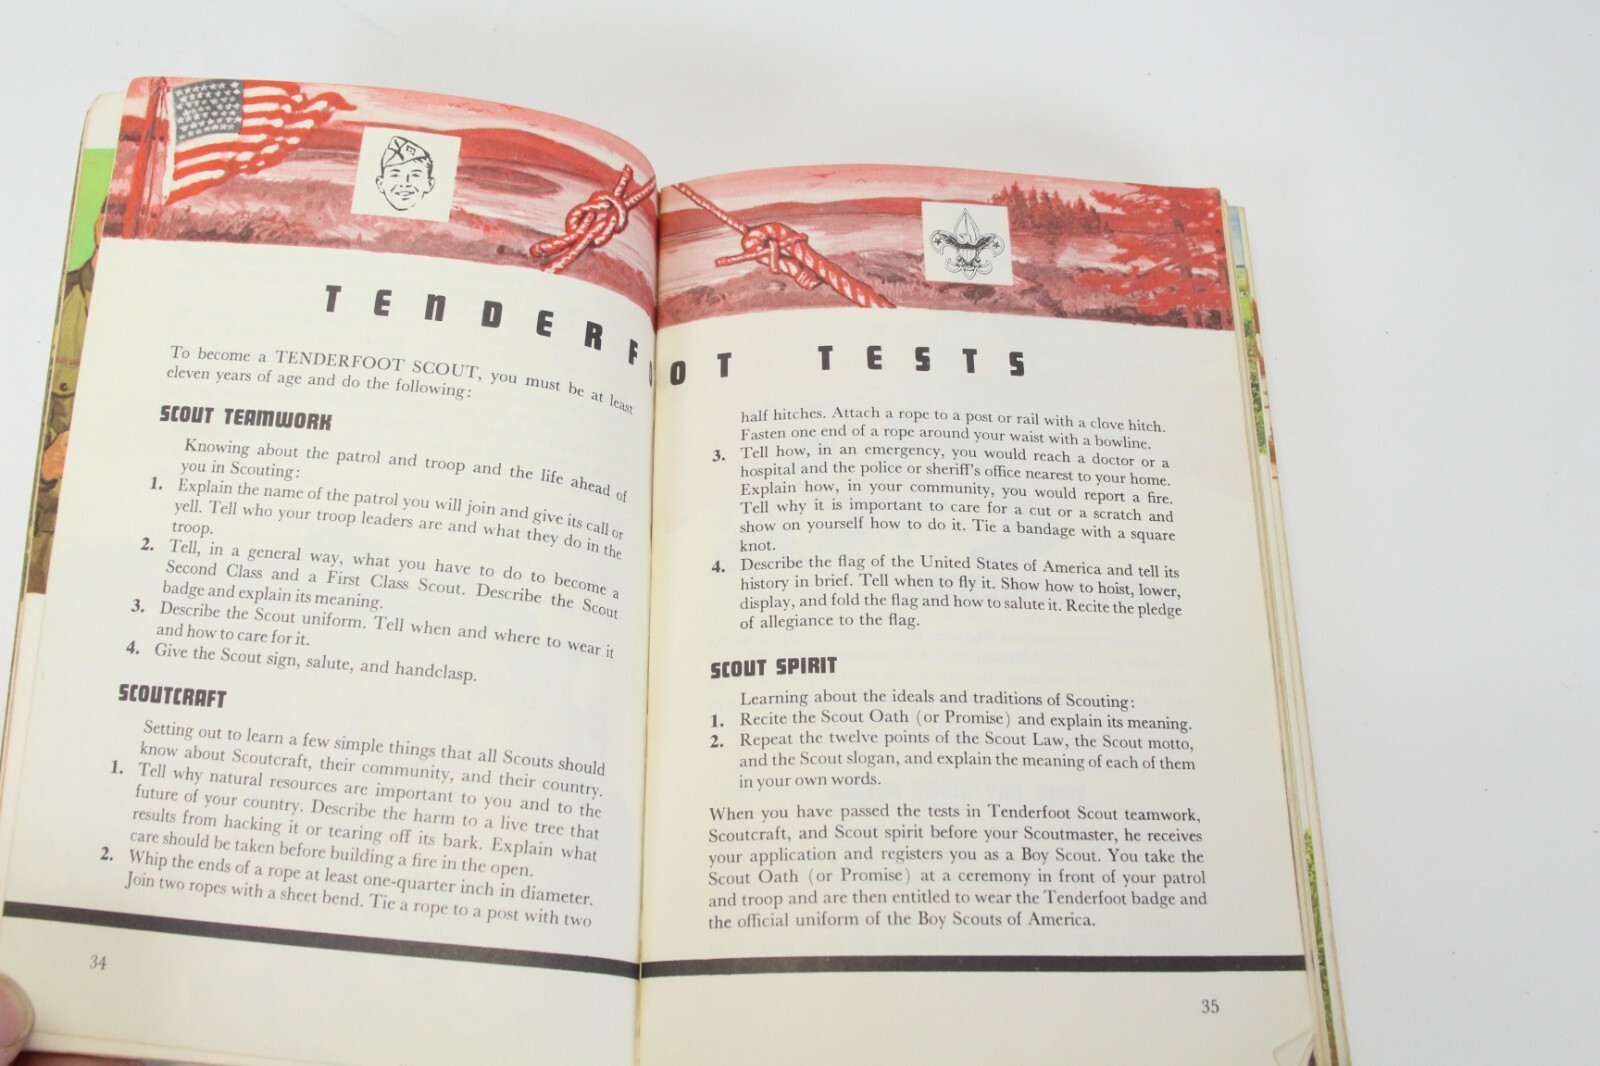 TENDERFOOT TESTS
To become a TENDERFOOT SCOUT, you must be at least
eleven years of age and do the following:
SCOUT TEAMWORK
Knowing about the patrol and troop and the life ahead of
you in Scouting:
1. Explain the name of the patrol you will join and give its call or
yell. Tell who your troop leaders are and what they do in the
troop.
2. Tell, in a general way, what you have to do to become a
Second Class and a First Class Scout. Describe the Scout
badge and explain its meaning.
3. Describe the Scout uniform. Tell when and where to wear it
and how to care for it.
4. Give the Scout sign, salute, and handclasp.
SCOUTCRAFT
Setting out to learn a few simple things that all Scouts should
know about Scoutcraft, their community, and their country.
1. Tell why natural resources are important to you and to the
future of your country. Describe the harm to a live tree that
results from hacking it or tearing off its bark. Explain what
care should be taken before building a fire in the open.
2. Whip the ends of a rope at least one-quarter inch in diameter.
Join two ropes with a sheet bend. Tie a rope to a post with two
34
half hitches. Attach a rope to a post or rail with a clove hitch.
Fasten one end of a rope around your waist with a bowline.
3. Tell how, in an emergency, you would reach a doctor or a
hospital and the police or sheriff's office nearest to your home.
Explain how, in your community, you would report a fire.
Tell why it is important to care for a cut or a scratch and
show on yourself how to do it. Tie a bandage with a square
knot.
4. Describe the flag of the United States of America and tell its
history in brief. Tell when to fly it. Show how to hoist, lower,
display, and fold the flag and how to salute it. Recite the pledge
of allegiance to the flag.
SCOUT SPIRIT
Learning about the ideals and traditions of Scouting:
1. Recite the Scout Oath (or Promise) and explain its meaning.
2. Repeat the twelve points of the Scout Law, the Scout motto,
and the Scout slogan, and explain the meaning of each of them
in your own words.
When you have passed the tests in Tenderfoot Scout teamwork,
Scoutcraft, and Scout spirit before your Scoutmaster, he receives
your application and registers you as a Boy Scout. You take the
Scout Oath (or Promise) at a ceremony in front of your patrol
and troop and are then entitled to wear the Tenderfoot badge and
the official uniform of the Boy Scouts of America.
35